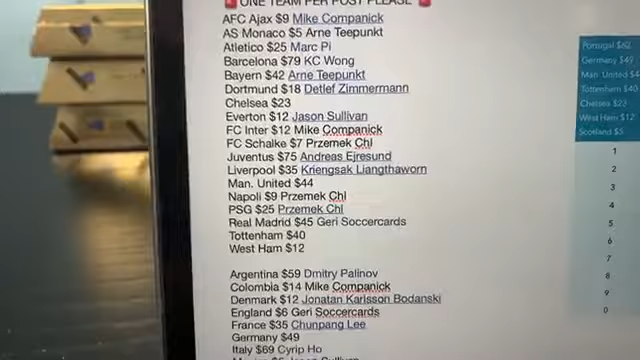 ONE TEAM PER POST PLEASE
AFC Ajax $9 Mike Companick
AS Monaco $5 Arne Teepunkt
Atletico $25 Marc Pi
Barcelona $79 KC Wong
Bayern $42 Arne Teepunkt
Dortmund $18 Detlef Zimmermann
Chelsea $23
Everton $12 Jason Sullivan
FC Inter $12 Mike Companick
FC Schalke $7 Przemek Chl
Juventus $75 Andreas Ejresund
Liverpool $35 Kriengsak Liangthaworn
Man. United $44
Napoli $9 Przemek Chl
PSG $25 Przemek Chl
Real Madrid $45 Geri Soccercards
Tottenham $40
West Ham $12
Argentina $59 Dmitry Palinov
Colombia $14 Mike Companick
Denmark $12 Jonatan Karlsson Bodanski
England $6 Geri Soccercards
France $35 Chunpang Lee
Germany $49
Italy $69 Cyrip Ho
Portugal $62
Germany $49
Man. United $4
Tottenham $40
Chelsea $23
West Ham $12
Scotland $5
1
2
3
4
5
6
7
8
9
0